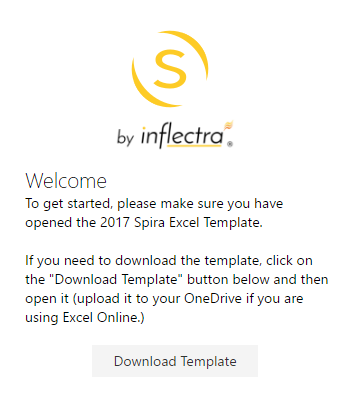 S
by inflectra®
Welcome
To get started, please make sure you have
opened the 2017 Spira Excel Template.
If you need to download the template, click on
the "Download Template" button below and then
open it (upload it to your OneDrive if you are
using Excel Online.)
Download Template